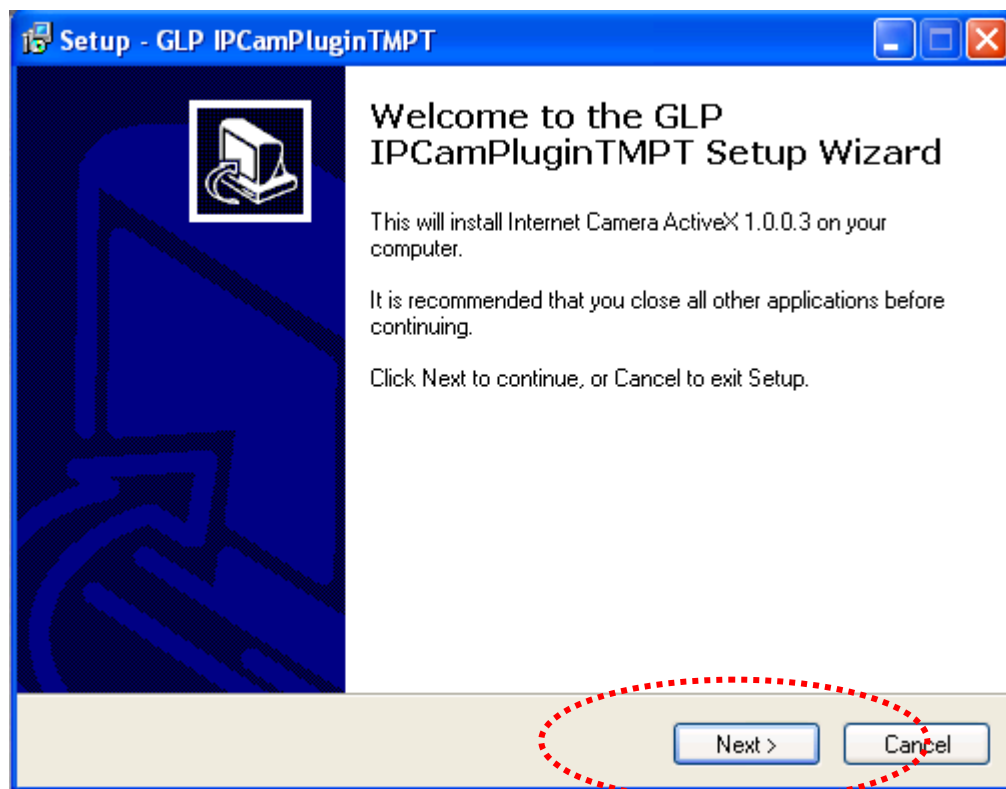 Setup - GLP IPCamPluginTMPT
Welcome to the GLP
IPCamPluginTMPT Setup Wizard
This will install Internet Camera ActiveX 1.0.0.3 on your
computer.
It is recommended that you close all other applications before
continuing.
Click Next to continue, or Cancel to exit Setup.
Next >
Cancel